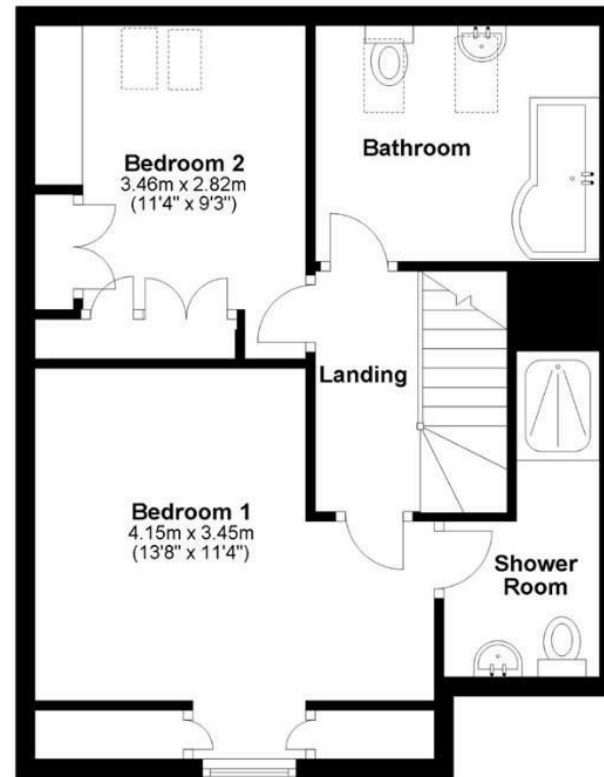 Bedroom 2
3.46m x 2.82m
(11'4" x 9'3")
Bathroom
Landing
Bedroom 1
4.15m x 3.45m
(13'8" x 11'4")
Shower
Room